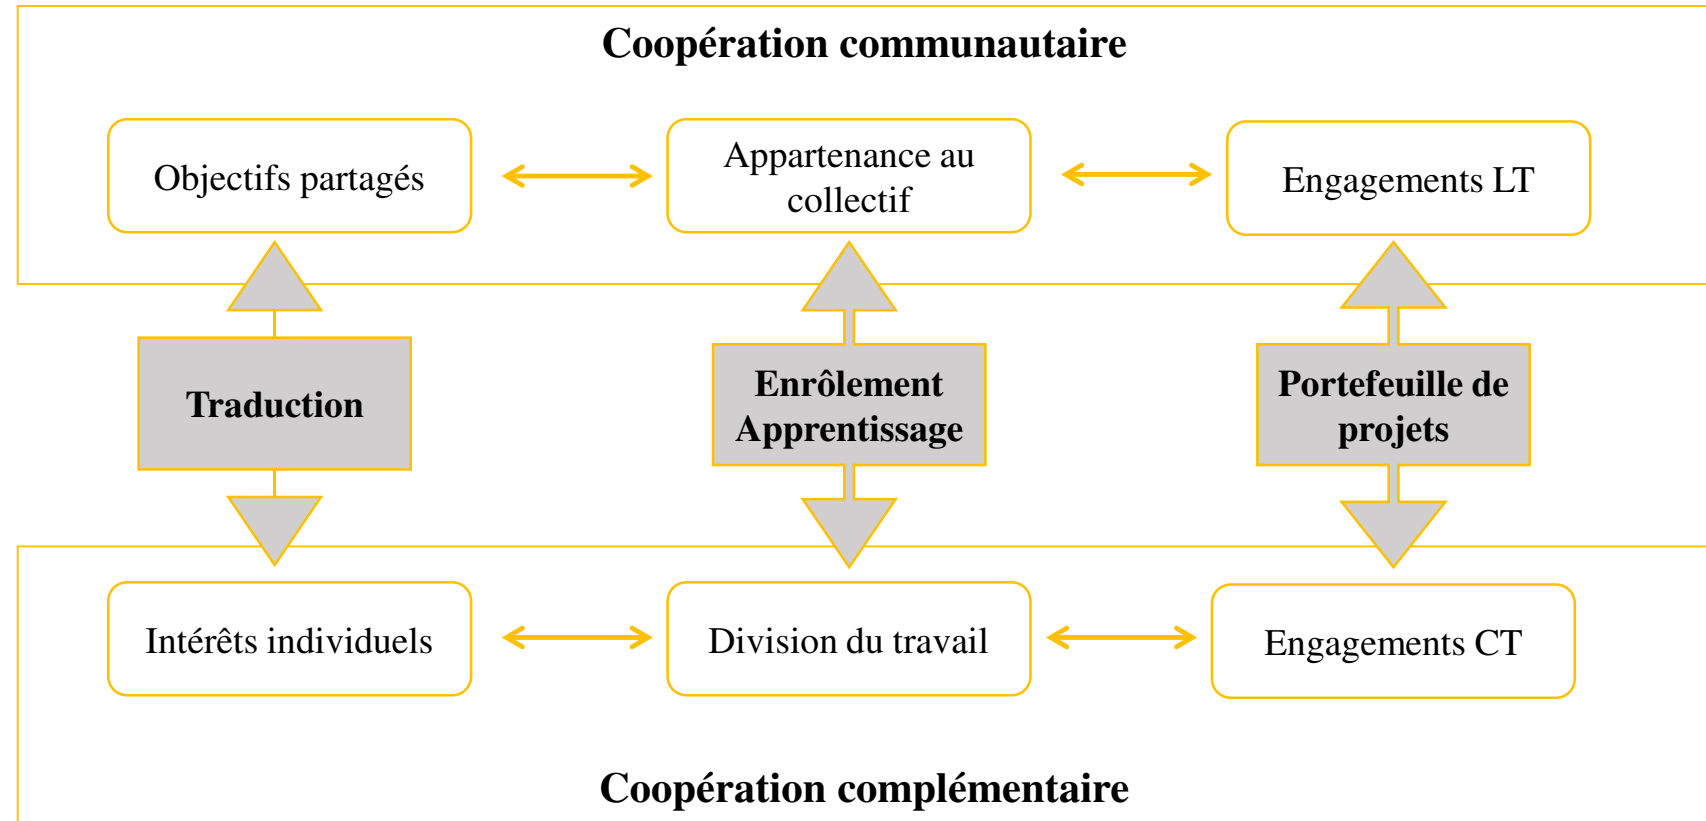 Coopération communautaire
Objectifs partagés
Appartenance au
collectif
Engagements LT
Traduction
Enrôlement
Apprentissage
Portefeuille de
projets
Intérêts individuels
Division du travail
Engagements CT
Coopération complémentaire